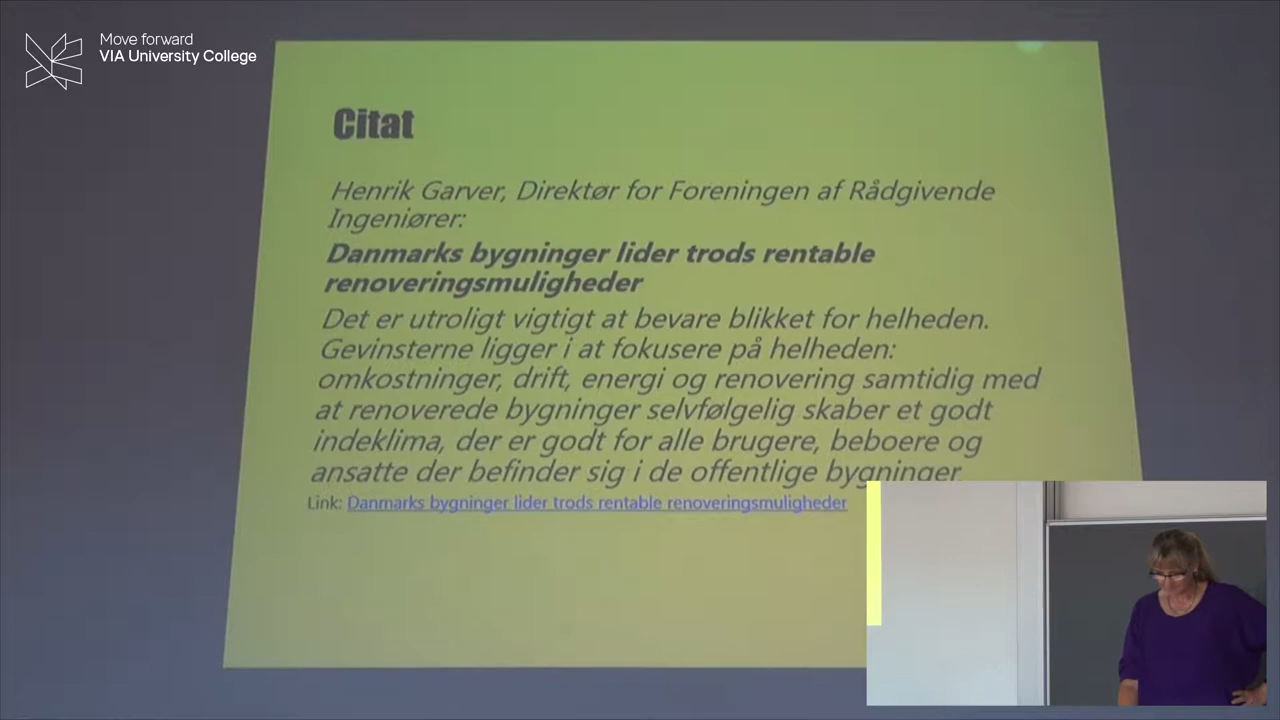 Move forward
VIA University College
Citat
Henrik Garver, Direktør for Foreningen af Rådgivende
Ingeniører:
Danmarks bygninger lider trods rentable
renoveringsmuligheder
Det er utroligt vigtigt at bevare blikket for helheden.
Gevinsterne ligger i at fokusere på helheden:
omkostninger, drift, energi og renovering samtidig med
at renoverede bygninger selvfølgelig skaber et godt
indeklima, der er godt for alle brugere, beboere og
ansatte der befinder sig i de offentlige bygninger.
Link: Danmarks bygninger lider trods rentable renoveringsmuligheder